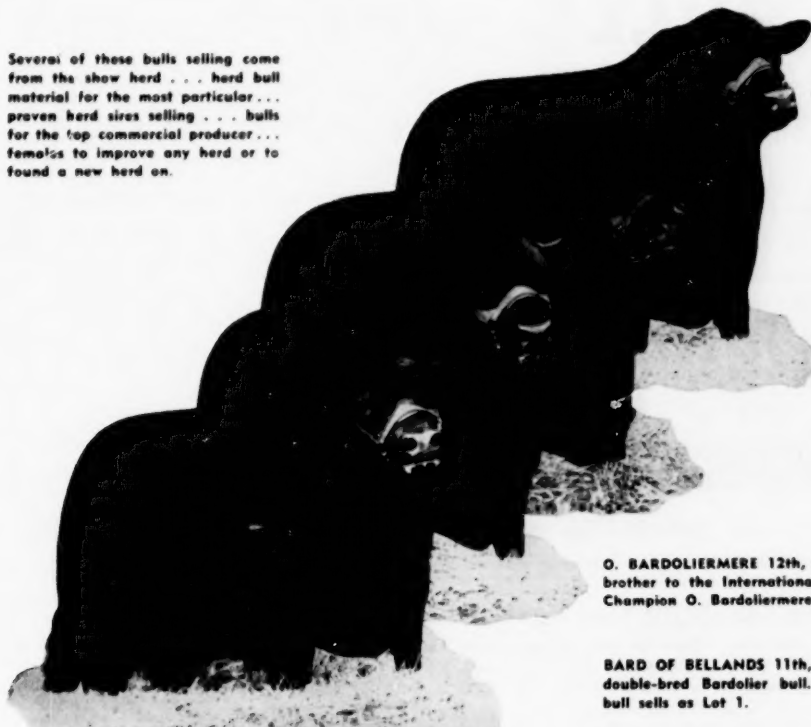 Several of these bulls selling come
from the show herd . . . herd bull
material for the most particular . . .
proven herd sires selling . . . bulls
for the top commercial producer . . .
females to improve any herd or to
found a new herd on.
O. BARDOLIERMERE 12th,
brother to the Internationa
Champion O. Bardoliermere
BARD OF BELLANDS 11th,
double-bred Bardolier bull.
bull sells as Lot 1.